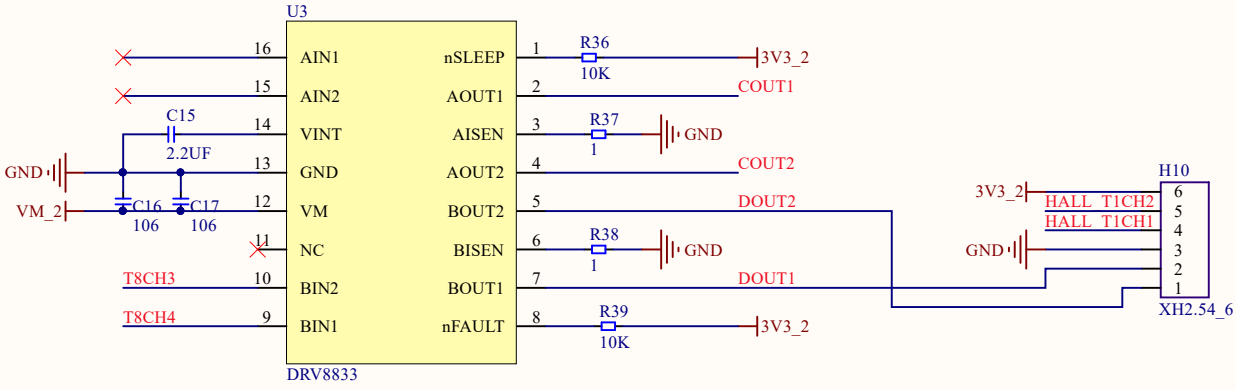 U3
16 AIN1 nSLEEP 1 R36 10K 3V3_2
15 AIN2 AOUT1 2 COUT1
C15 2.2UF 14 VINT AISEN 3 R37 1 GND
GND 13 GND AOUT2 4 COUT2
VM_2 C16 106 C17 106 12 VM BOUT2 5 DOUT2
11 NC BISEN 6 R38 1 GND
T8CH3 10 BIN2 BOUT1 7 DOUT1
T8CH4 9 BIN1 nFAULT 8 R39 10K 3V3_2
DRV8833
H10
3V3_2 6
HALL_T1CH2 5
HALL_T1CH1 4
GND 3
2
1
XH2.54_6